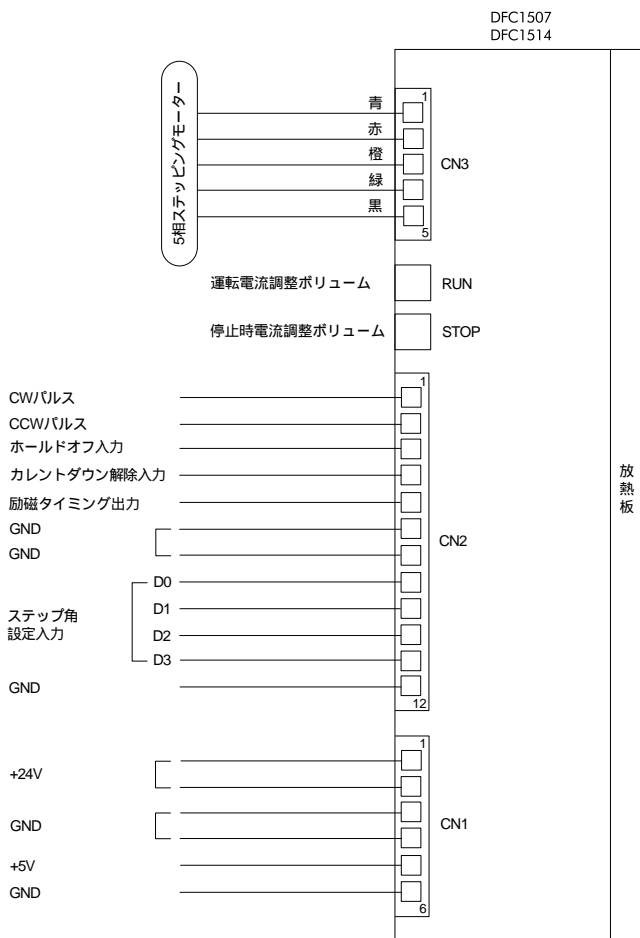 DFC1507
DFC1514
5相ステッピングモーター
青
赤
橙
緑
黒
1
5
CN3
運転電流調整ボリューム
RUN
停止時電流調整ボリューム
STOP
CWパルス
CCWパルス
ホールドオフ入力
カレントダウン解除入力
励磁タイミング出力
GND
GND
ステップ角
設定入力
D0
D1
D2
D3
GND
1
12
CN2
放熱板
+24V
GND
+5V
GND
1
6
CN1